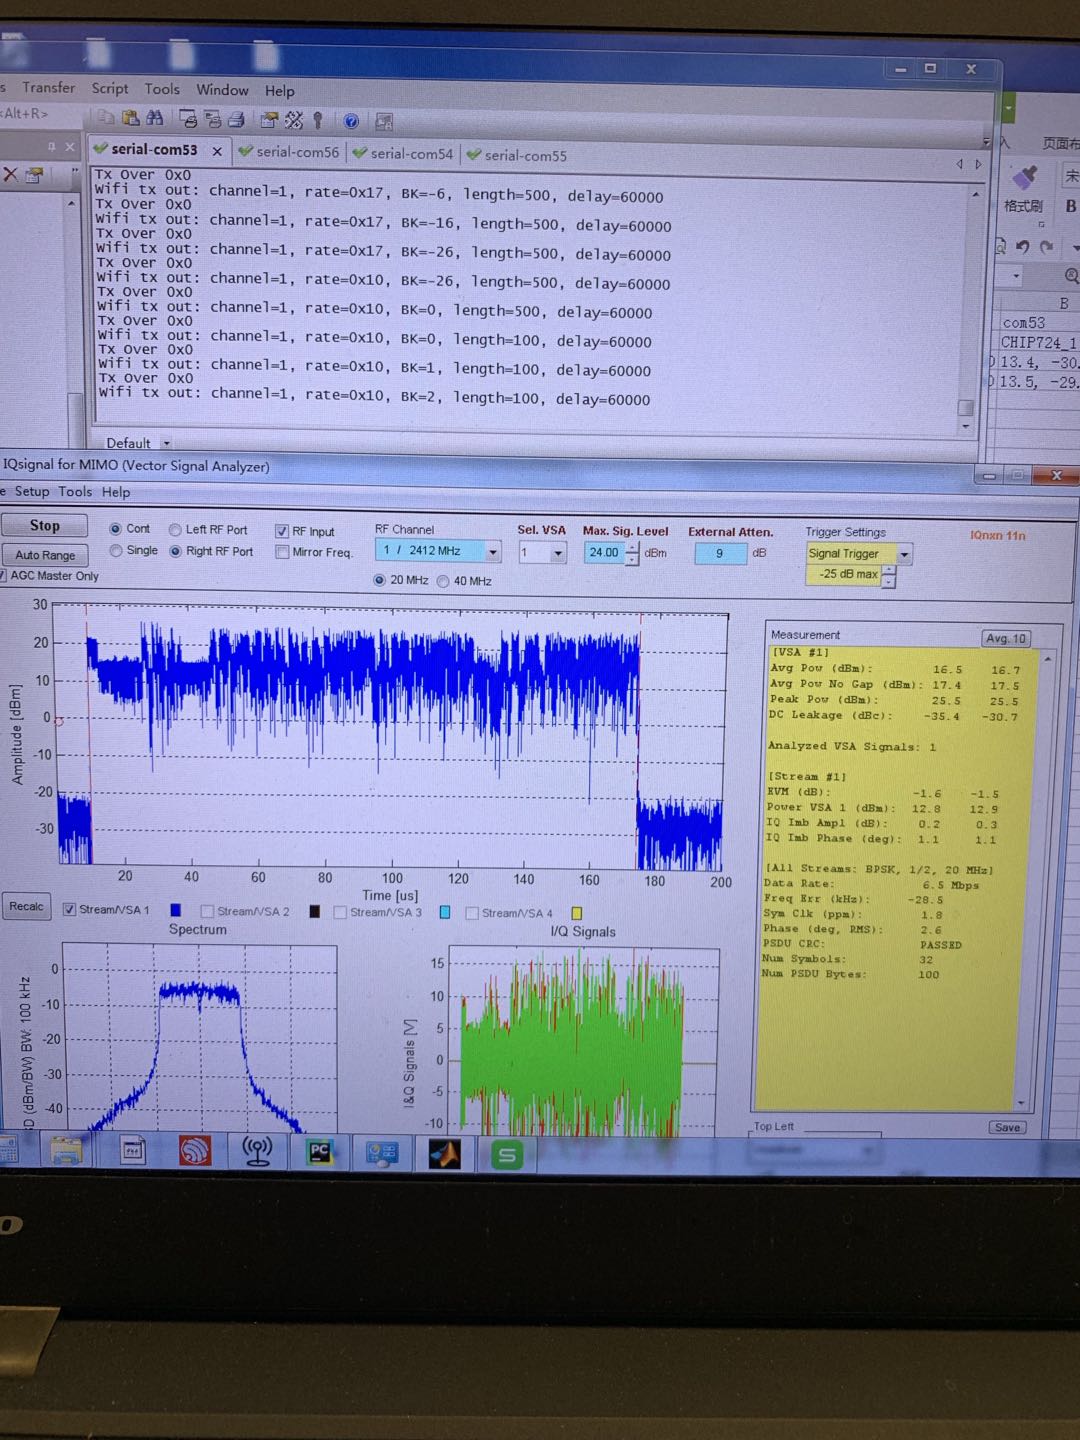 s Transfer Script Tools Window Help
<Alt+R>
serial-com53 serial-com56 serial-com54 serial-com55
Tx Over 0x0
Wifi tx out: channel=1, rate=0x17, BK=-6, length=500, delay=60000
Tx Over 0x0
Wifi tx out: channel=1, rate=0x17, BK=-16, length=500, delay=60000
Tx Over 0x0
Wifi tx out: channel=1, rate=0x17, BK=-26, length=500, delay=60000
Tx Over 0x0
Wifi tx out: channel=1, rate=0x10, BK=-26, length=500, delay=60000
Tx Over 0x0
Wifi tx out: channel=1, rate=0x10, BK=0, length=500, delay=60000
Tx Over 0x0
Wifi tx out: channel=1, rate=0x10, BK=0, length=100, delay=60000
Tx Over 0x0
Wifi tx out: channel=1, rate=0x10, BK=1, length=100, delay=60000
Tx Over 0x0
Wifi tx out: channel=1, rate=0x10, BK=2, length=100, delay=60000
Default
页面布
格式刷
宋
B
B
com53
CHIP724_1
13.4, -30.
13.5, -29.
IQsignal for MIMO (Vector Signal Analyzer)
e Setup Tools Help
Stop
Auto Range
AGC Master Only
Cont
Single
Left RF Port
Right RF Port
RF Input
Mirror Freq.
RF Channel
1 / 2412 MHz
20 MHz 40 MHz
Sel. VSA
1
Max. Sig. Level
24.00 dBm
External Atten.
9 dB
Trigger Settings
Signal Trigger
-25 dB max
IQnxn 11n
30
20
10
0
-10
-20
-30
Amplitude [dBm]
20 40 60 80 100 120 140 160 180 200
Time [us]
Measurement
Avg. 10
[VSA #1]
Avg Pow (dBm): 16.5 16.7
Avg Pow No Gap (dBm): 17.4 17.5
Peak Pow (dBm): 25.5 25.5
DC Leakage (dBc): -35.4 -30.7
Analyzed VSA Signals: 1
[Stream #1]
EVM (dB): -1.6 -1.5
Power VSA 1 (dBm): 12.8 12.9
IQ Imb Ampl (dB): 0.2 0.3
IQ Imb Phase (deg): 1.1 1.1
[All Streams: BPSK, 1/2, 20 MHz]
Data Rate: 6.5 Mbps
Freq Err (kHz): -28.5
Sym Clk (ppm): 1.8
Phase (deg, RMS): 2.6
PSDU CRC: PASSED
Num Symbols: 32
Num PSDU Bytes: 100
Recalc
Stream/VSA 1 Stream/VSA 2 Stream/VSA 3 Stream/VSA 4
Spectrum
0
-10
-20
-30
-40
D (dBm/BW) BW: 100 kHz
I/Q Signals
15
10
5
0
-5
-10
I&Q Signals [V]
Top Left
Save
PC
S